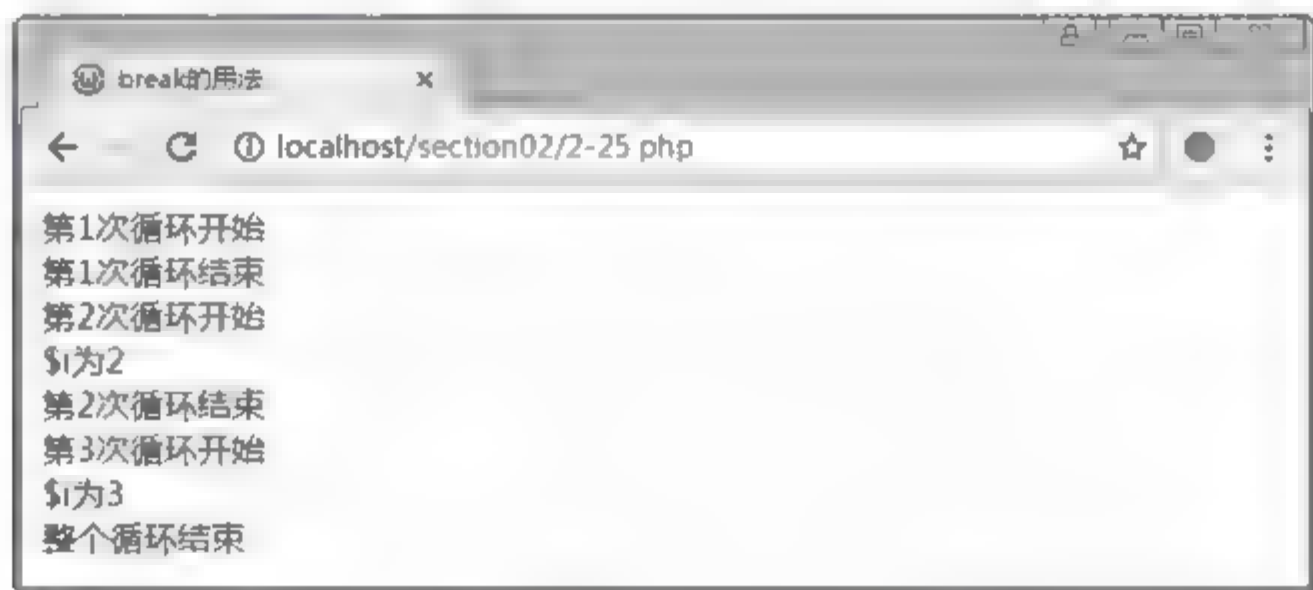 break的用法
localhost/section02/2-25 php
第1次循环开始
第1次循环结束
第2次循环开始
$i为2
第2次循环结束
第3次循环开始
$i为3
整个循环结束